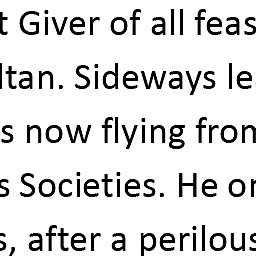 t Giver of all feas
ltan. Sideways le
s now flying from
s Societies. He or
s, after a perilous